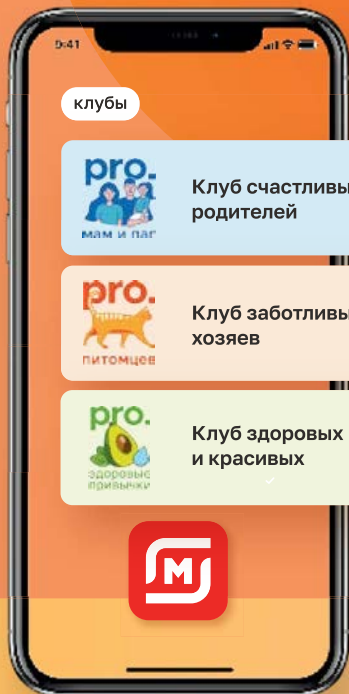 9:41
клубы
pro.
мам и пап
Клуб счастливы
родителей
pro.
питомцев
Клуб заботливы
хозяев
pro.
здоровые
привычки
Клуб здоровых
и красивых
М